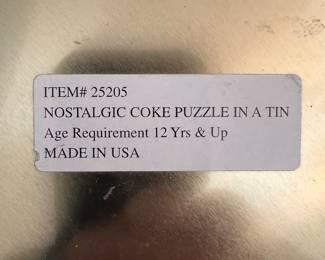 ITEM# 25205
NOSTALGIC COKE PUZZLE IN A TIN
Age Requirement 12 Yrs & Up
MADE IN USA